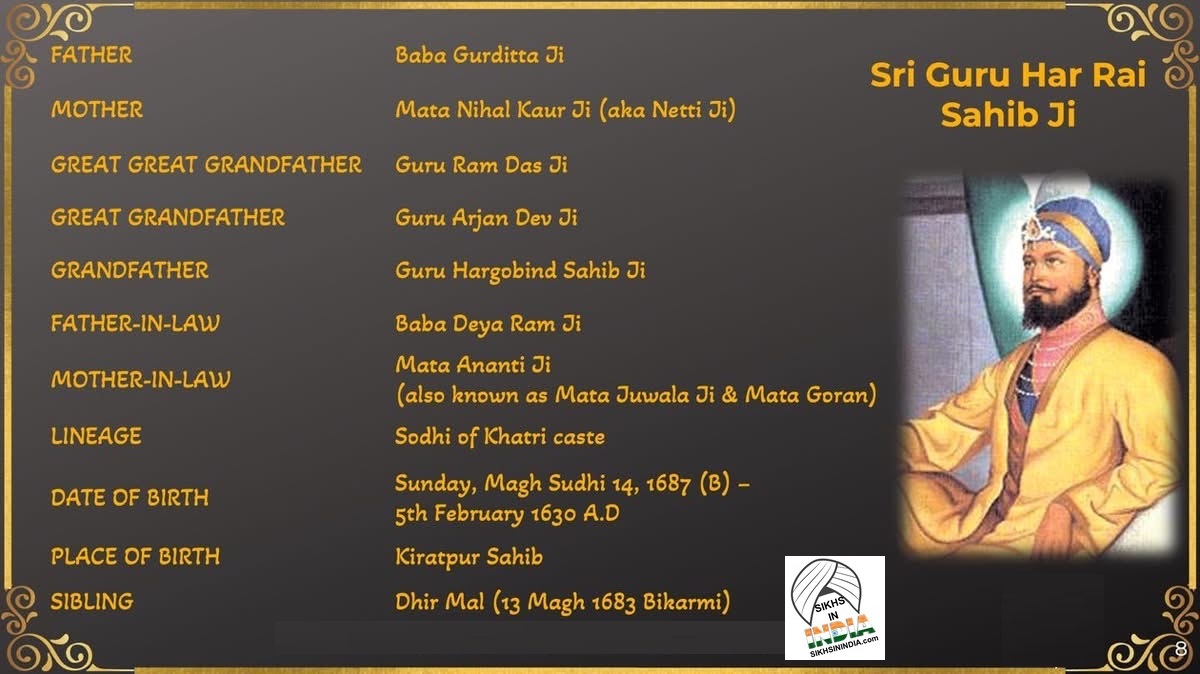 Sri Guru Har Rai
Sahib Ji
FATHER Baba Gurditta Ji
MOTHER Mata Nihal Kaur Ji (aka Netti Ji)
GREAT GREAT GRANDFATHER Guru Ram Das Ji
GREAT GRANDFATHER Guru Arjan Dev Ji
GRANDFATHER Guru Hargobind Sahib Ji
FATHER-IN-LAW Baba Deya Ram Ji
MOTHER-IN-LAW Mata Ananti Ji
(also known as Mata Juwala Ji & Mata Goran)
LINEAGE Sodhi of Khatri caste
DATE OF BIRTH Sunday, Magh Sudhi 14, 1687 (B) –
5th February 1630 A.D
PLACE OF BIRTH Kiratpur Sahib
SIBLING Dhir Mal (13 Magh 1683 Bikarmi)
SIKHS
IN
INDIA
SIKHSININDIA.com
8